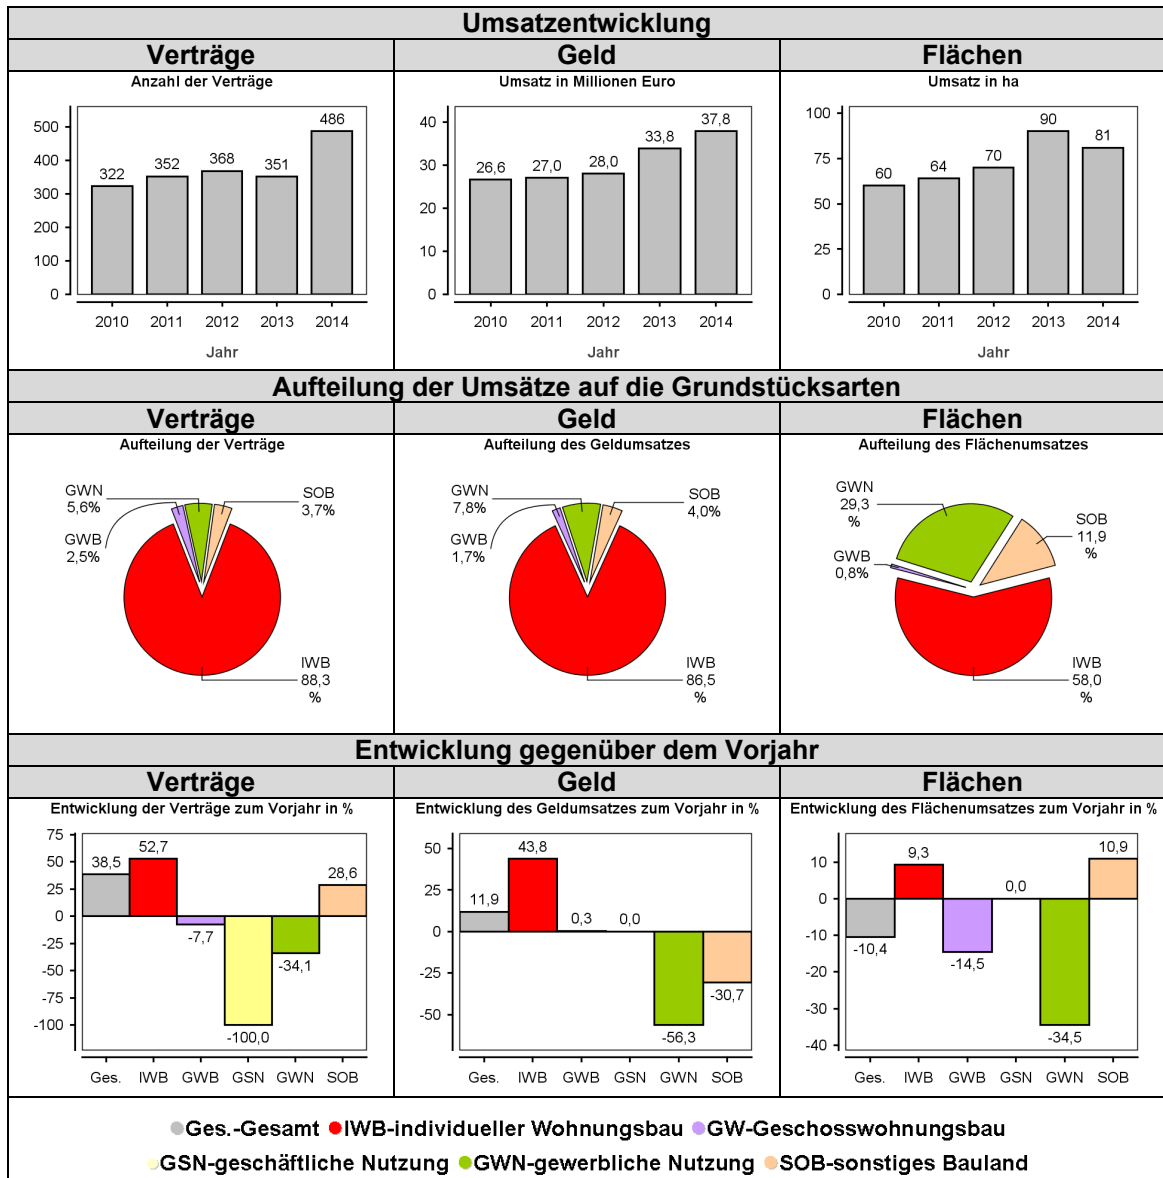 Umsatzentwicklung
Verträge
Geld
Flächen
Anzahl der Verträge
500
400
300
200
100
0
322
352
368
351
486
2010 2011 2012 2013 2014
Jahr
Umsatz in Millionen Euro
40
30
20
10
0
26,6
27,0
28,0
33,8
37,8
2010 2011 2012 2013 2014
Jahr
Umsatz in ha
100
75
50
25
0
60
64
70
90
81
2010 2011 2012 2013 2014
Jahr
Aufteilung der Umsätze auf die Grundstücksarten
Verträge
Geld
Flächen
Aufteilung der Verträge
GWN
5,6%
SOB
3,7%
GWB
2,5%
IWB
88,3
%
Aufteilung des Geldumsatzes
GWN
7,8%
SOB
4,0%
GWB
1,7%
IWB
86,5
%
Aufteilung des Flächenumsatzes
GWN
29,3
%
SOB
11,9
%
GWB
0,8%
IWB
58,0
%
Entwicklung gegenüber dem Vorjahr
Verträge
Geld
Flächen
Entwicklung der Verträge zum Vorjahr in %
75
50
25
0
-25
-50
-75
-100
38,5
52,7
-7,7
-100,0
-34,1
28,6
Ges. IWB GWB GSN GWN SOB
Entwicklung des Geldumsatzes zum Vorjahr in %
50
25
0
-25
-50
11,9
43,8
0,3
0,0
-56,3
-30,7
Ges. IWB GWB GSN GWN SOB
Entwicklung des Flächenumsatzes zum Vorjahr in %
10
0
-10
-20
-30
-40
-10,4
9,3
-14,5
0,0
-34,5
10,9
Ges. IWB GWB GSN GWN SOB
Ges.-Gesamt IWB-individueller Wohnungsbau GW-Geschosswohnungsbau
GSN-geschäftliche Nutzung GWN-gewerbliche Nutzung SOB-sonstiges Bauland